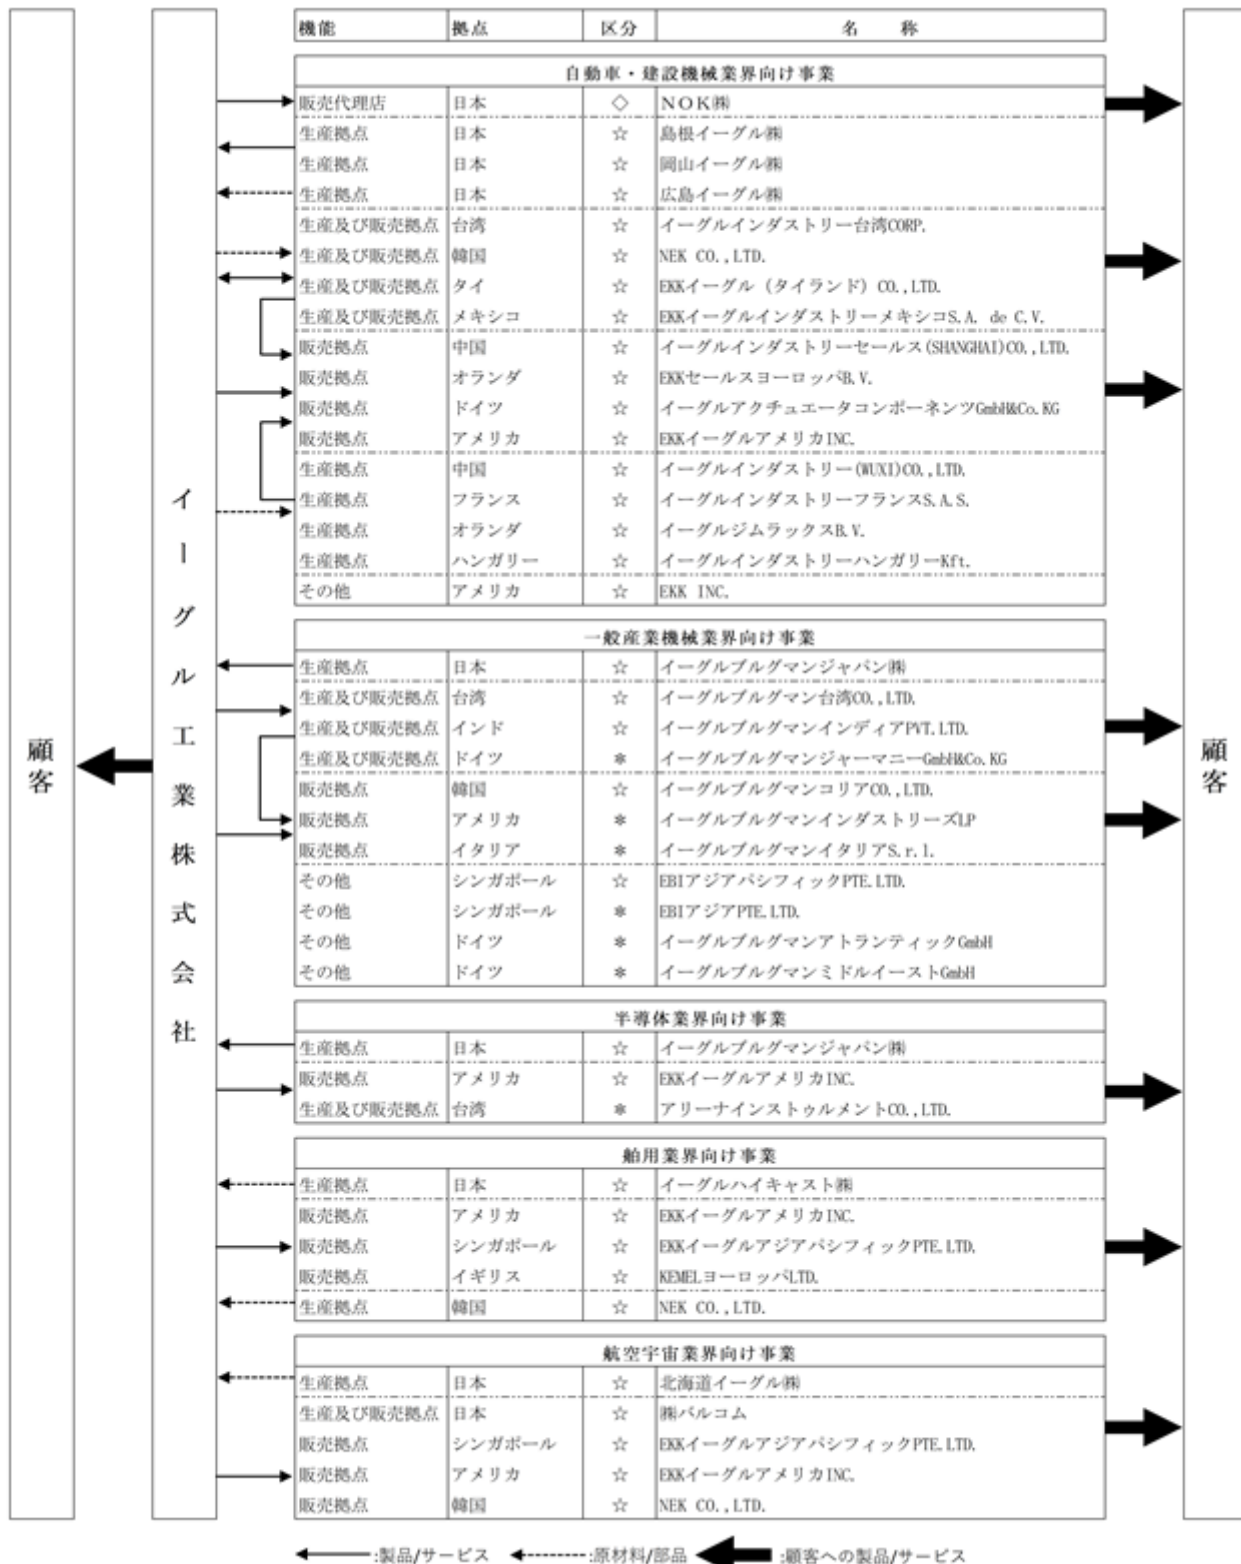 機能 拠点 区分 名 称
自動車・建設機械業界向け事業
販売代理店 日本 ◇ NOK㈱
生産拠点 日本 ☆ 島根イーグル㈱
生産拠点 日本 ☆ 岡山イーグル㈱
生産拠点 日本 ☆ 広島イーグル㈱
生産及び販売拠点 台湾 ☆ イーグルインダストリー台湾CORP.
生産及び販売拠点 韓国 ☆ NEK CO.,LTD.
生産及び販売拠点 タイ ☆ EKKイーグル(タイランド)CO.,LTD.
生産及び販売拠点 メキシコ ☆ EKKイーグルインダストリーメキシコS.A. de C.V.
販売拠点 中国 ☆ イーグルインダストリーセールス(SHANGHAI)CO.,LTD.
販売拠点 オランダ ☆ EKKセールスヨーロッパB.V.
販売拠点 ドイツ ☆ イーグルアクチュエータコンポーネンツGmbH&Co.KG
販売拠点 アメリカ ☆ EKKイーグルアメリカINC.
生産拠点 中国 ☆ イーグルインダストリー(WUXI)CO.,LTD.
生産拠点 フランス ☆ イーグルインダストリーフランスS.A.S.
生産拠点 オランダ ☆ イーグルジムラックスB.V.
生産拠点 ハンガリー ☆ イーグルインダストリーハンガリーKft.
その他 アメリカ ☆ EKK INC.
一般産業機械業界向け事業
生産拠点 日本 ☆ イーグルブルグマンジャパン㈱
生産及び販売拠点 台湾 ☆ イーグルブルグマン台湾CO.,LTD.
生産及び販売拠点 インド ☆ イーグルブルグマンインディアPVT.LTD.
生産及び販売拠点 ドイツ * イーグルブルグマンジャーマニーGmbH&Co.KG
販売拠点 韓国 ☆ イーグルブルグマンコリアCO.,LTD.
販売拠点 アメリカ * イーグルブルグマンインダストリーズLP
販売拠点 イタリア * イーグルブルグマンイタリアS.r.l.
その他 シンガポール ☆ EBIアジアパシフィックPTE.LTD.
その他 シンガポール * EBIアジアPTE.LTD.
その他 ドイツ * イーグルブルグマンアトランティックGmbH
その他 ドイツ * イーグルブルグマンミドルイーストGmbH
半導体業界向け事業
生産拠点 日本 ☆ イーグルブルグマンジャパン㈱
販売拠点 アメリカ ☆ EKKイーグルアメリカINC.
生産及び販売拠点 台湾 * アリーナインストゥルメントCO.,LTD.
舶用業界向け事業
生産拠点 日本 ☆ イーグルハイキャスト㈱
販売拠点 アメリカ ☆ EKKイーグルアメリカINC.
販売拠点 シンガポール ☆ EKKイーグルアジアパシフィックPTE.LTD.
販売拠点 イギリス ☆ KEMELヨーロッパLTD.
生産拠点 韓国 ☆ NEK CO.,LTD.
航空宇宙業界向け事業
生産拠点 日本 ☆ 北海道イーグル㈱
生産及び販売拠点 日本 ☆ ㈱バルコム
販売拠点 シンガポール ☆ EKKイーグルアジアパシフィックPTE.LTD.
販売拠点 アメリカ ☆ EKKイーグルアメリカINC.
販売拠点 韓国 ☆ NEK CO.,LTD.
顧客
イーグル工業株式会社
顧客
:製品/サービス :原材料/部品 :顧客への製品/サービス